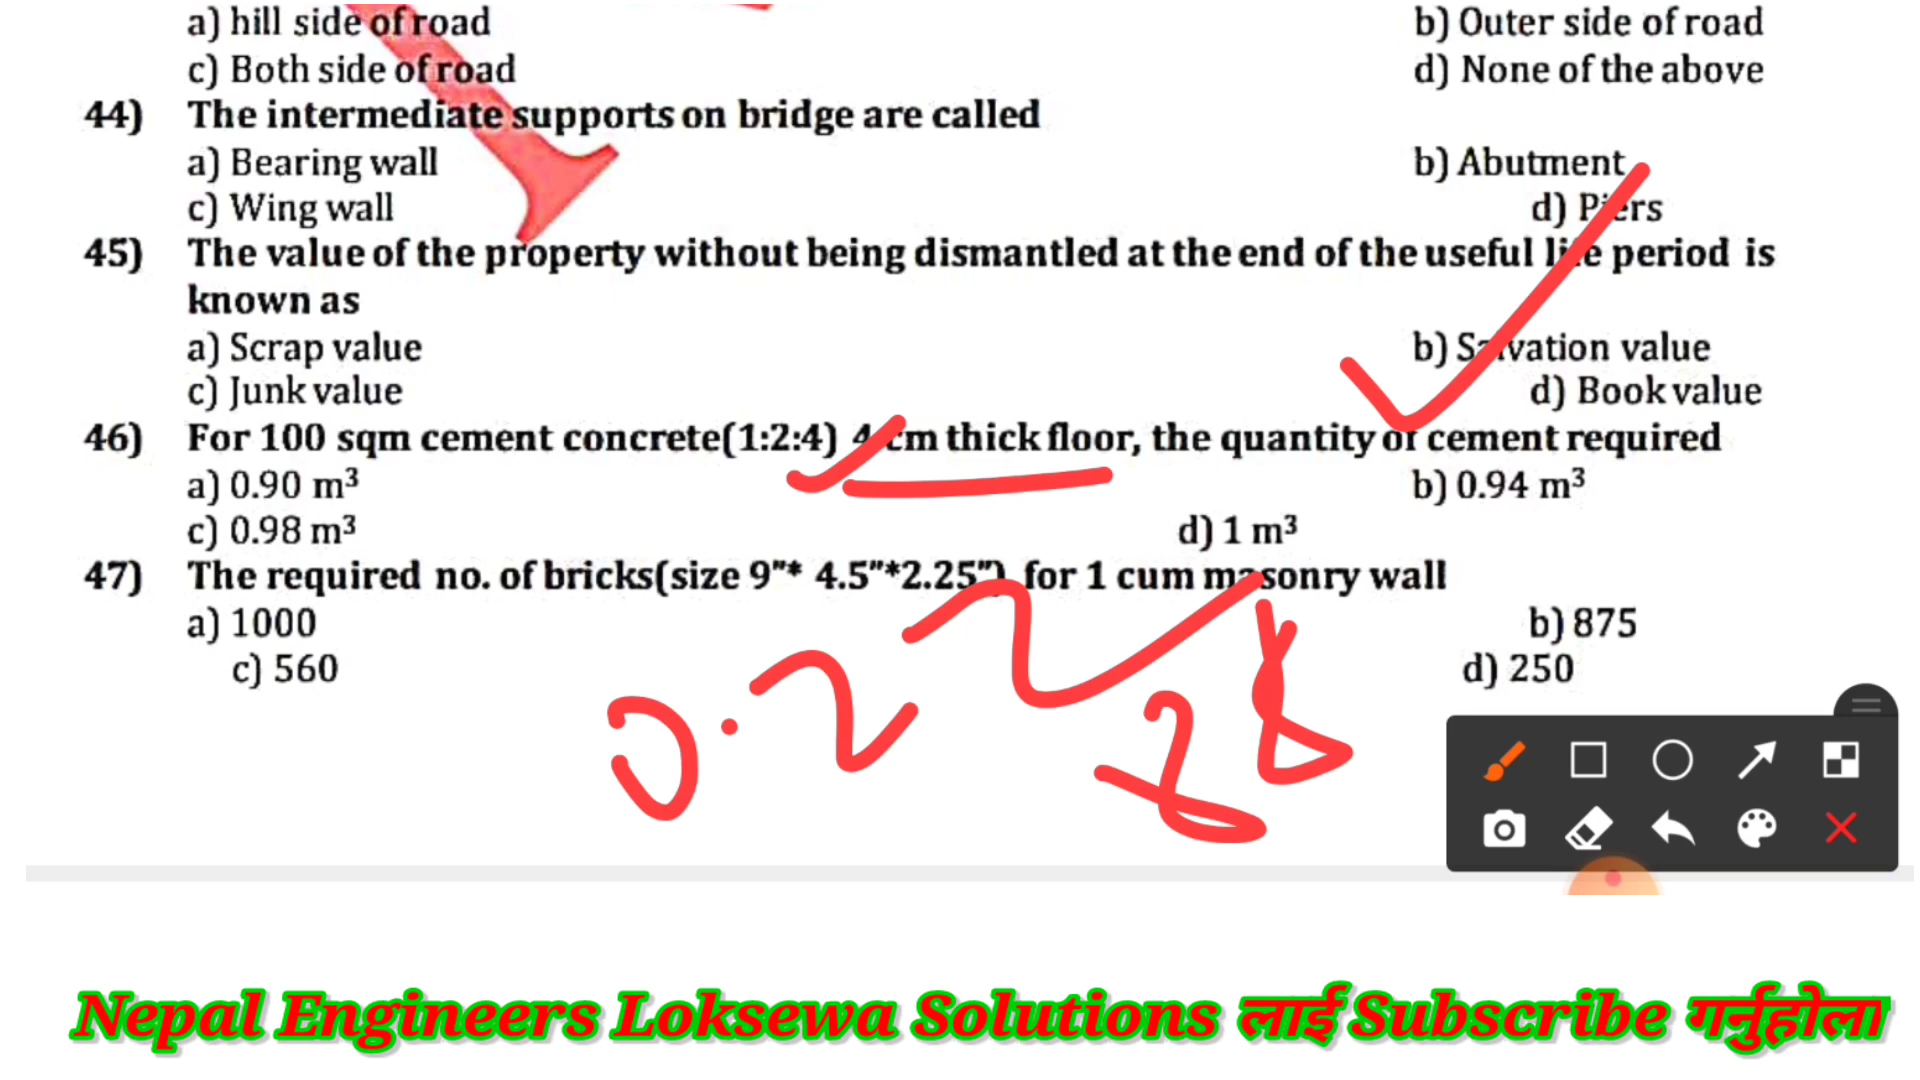 a) hill side of road b) Outer side of road
c) Both side of road d) None of the above
44) The intermediate supports on bridge are called
a) Bearing wall b) Abutment
c) Wing wall d) Piers
45) The value of the property without being dismantled at the end of the useful life period is
known as
a) Scrap value b) Salvation value
c) Junk value d) Book value
46) For 100 sqm cement concrete(1:2:4) 4 cm thick floor, the quantity of cement required
a) 0.90 m³ b) 0.94 m³
c) 0.98 m³ d) 1 m³
47) The required no. of bricks(size 9"* 4.5"*2.25") for 1 cum masonry wall
a) 1000 b) 875
c) 560 d) 250
Nepal Engineers Loksewa Solutions लाई Subscribe गर्नुहोला